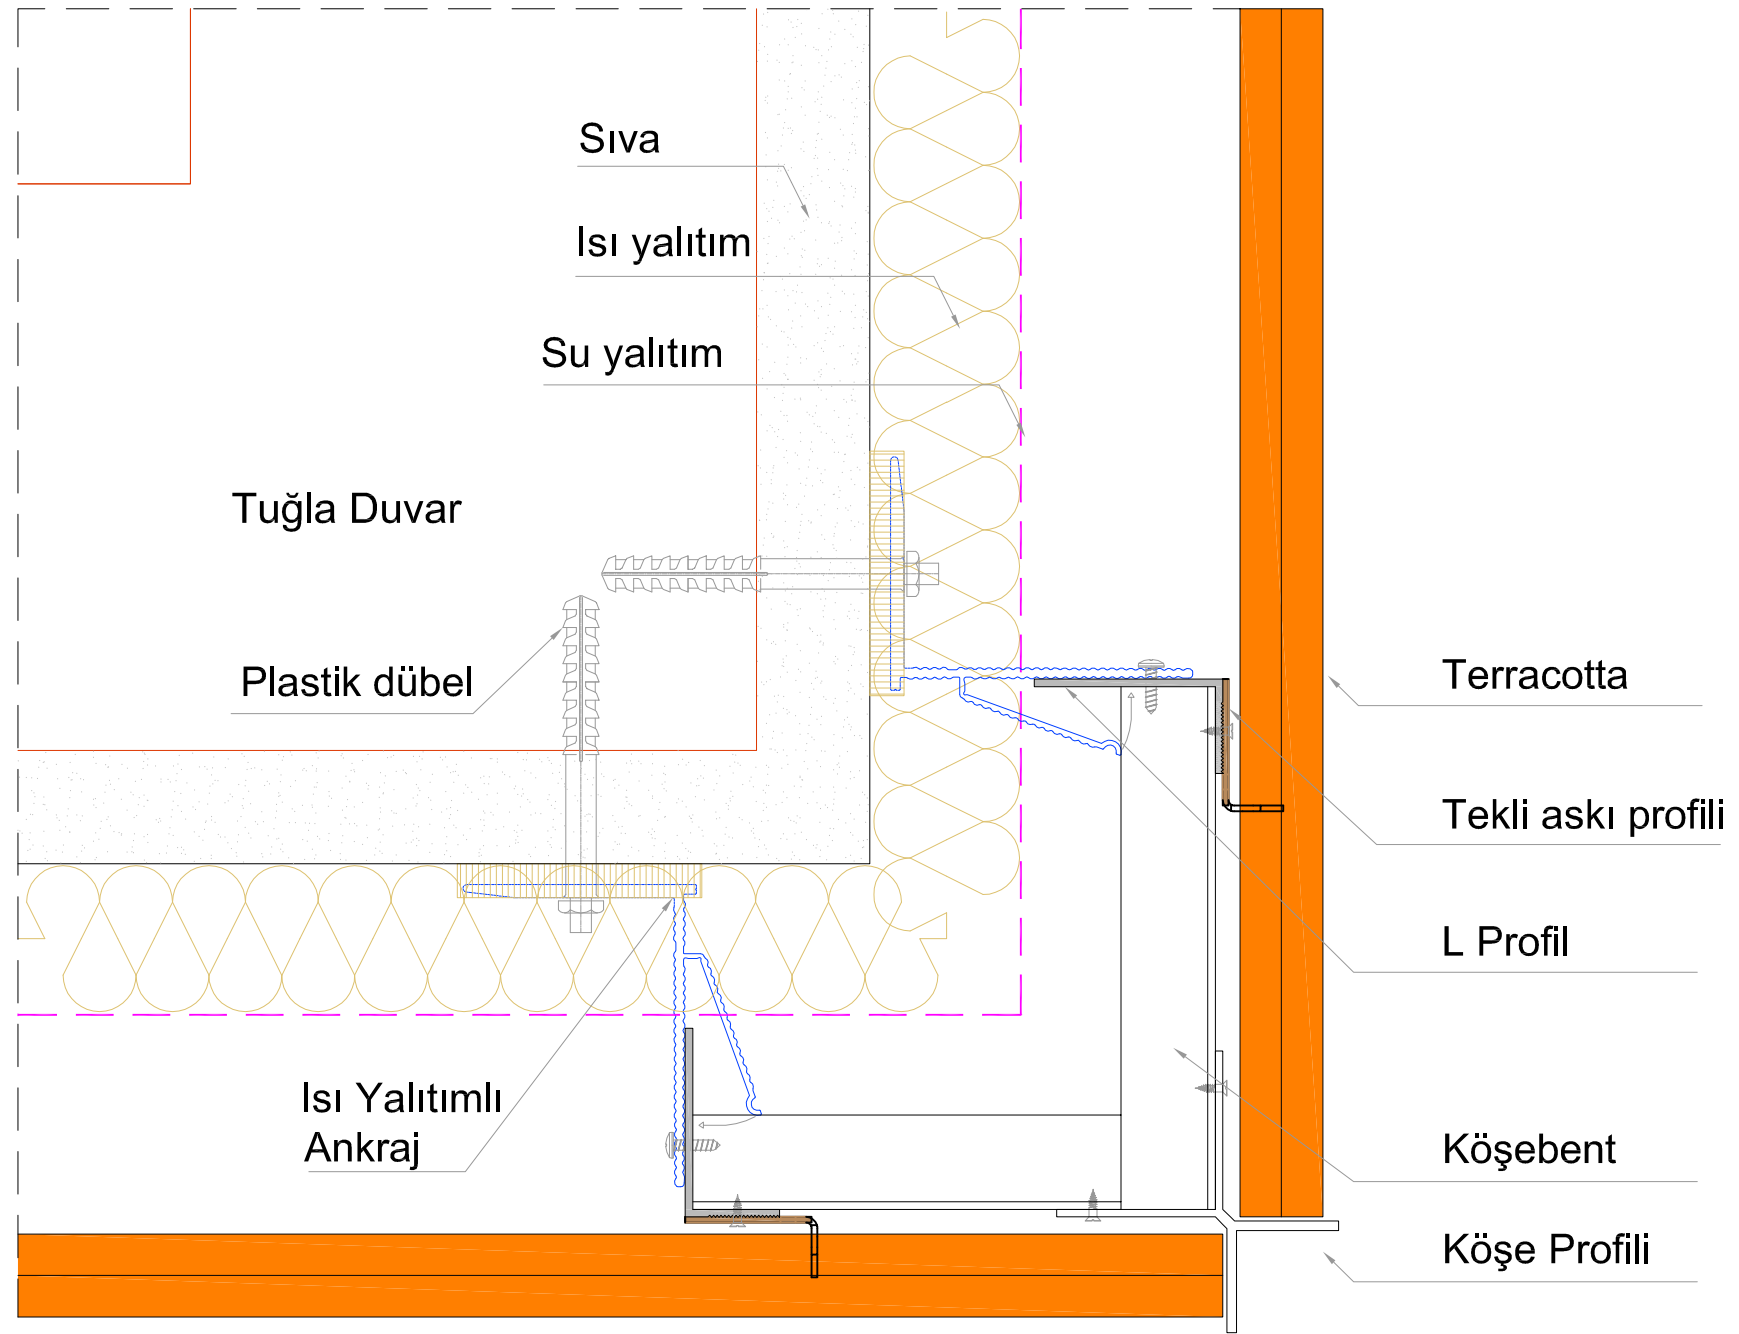 Sıva
Isı yalıtım
Su yalıtım
Tuğla Duvar
Plastik dübel
Isı Yalıtımlı
Ankraj
Terracotta
Tekli askı profili
L Profil
Köşebent
Köşe Profili